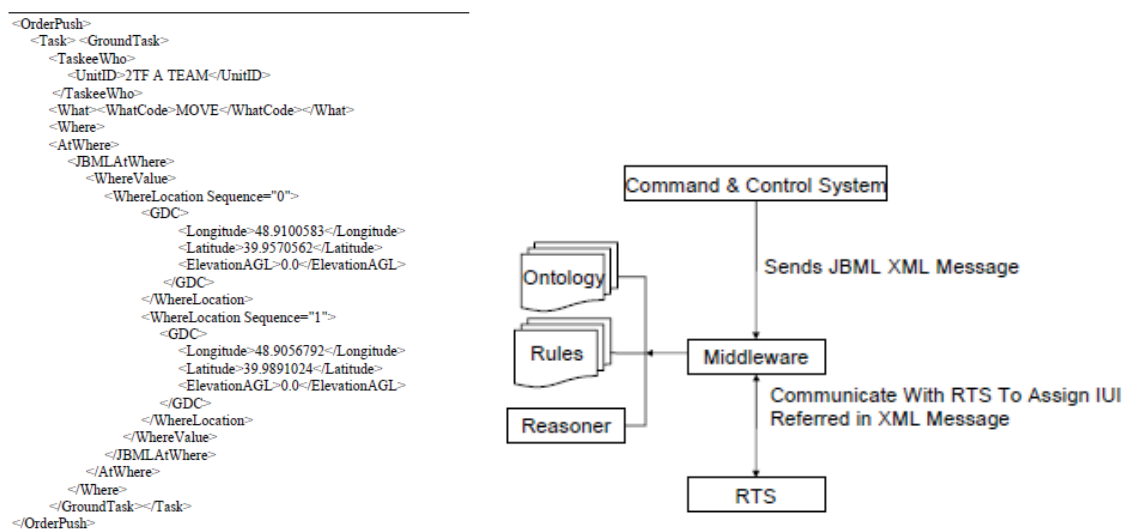 <OrderPush>
<Task> <GroundTask>
<TaskeeWho>
<UnitID>2TF A TEAM</UnitID>
</TaskeeWho>
<What><WhatCode>MOVE</WhatCode></What>
<Where>
<AtWhere>
<JBMLAtWhere>
<WhereValue>
<WhereLocation Sequence="0">
<GDC>
<Longitude>48.9100583</Longitude>
<Latitude>39.9570562</Latitude>
<ElevationAGL>0.0</ElevationAGL>
</GDC>
</WhereLocation>
<WhereLocation Sequence="1">
<GDC>
<Longitude>48.9056792</Longitude>
<Latitude>39.9891024</Latitude>
<ElevationAGL>0.0</ElevationAGL>
</GDC>
</WhereLocation>
</WhereValue>
</JBMLAtWhere>
</AtWhere>
</Where>
</GroundTask></Task>
</OrderPush>
Command & Control System
Sends JBML XML Message
Ontology
Rules
Reasoner
Middleware
Communicate With RTS To Assign IUI
Referred in XML Message
RTS